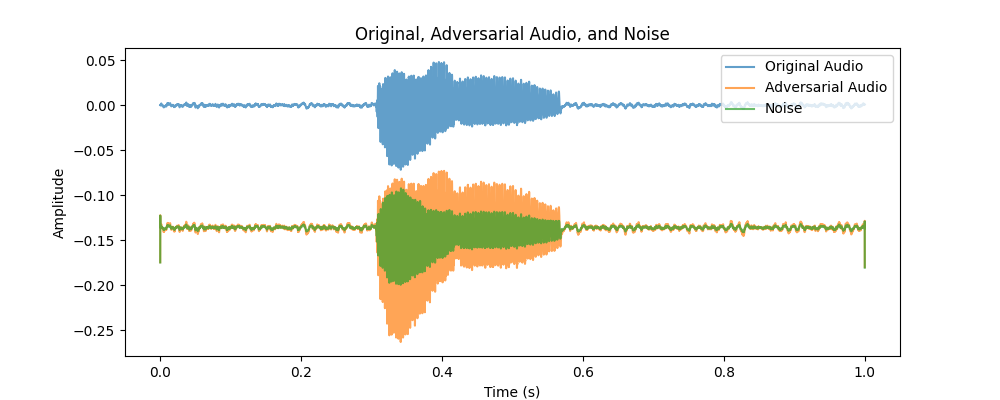 Original, Adversarial Audio, and Noise
Original Audio
Adversarial Audio
Noise
0.05
0.00
−0.05
−0.10
−0.15
−0.20
−0.25
Amplitude
0.0 0.2 0.4 0.6 0.8 1.0
Time (s)